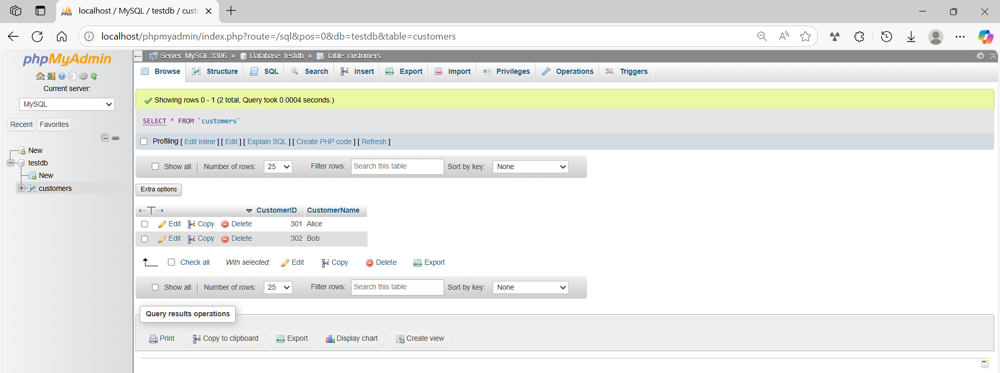 localhost / MySQL / testdb / cust
localhost/phpmyadmin/index.php?route=/sql&pos=0&db=testdb&table=customers
phpMyAdmin
Current server:
MySQL
Recent Favorites
New
testdb
New
customers
Server: MySQL:3306 » Database: testdb » Table: customers
Browse Structure SQL Search Insert Export Import Privileges Operations Triggers
Showing rows 0 - 1 (2 total, Query took 0.0004 seconds.)
SELECT * FROM `customers`
Profiling [ Edit inline ] [ Edit ] [ Explain SQL ] [ Create PHP code ] [ Refresh ]
Show all | Number of rows: 25 Filter rows: Search this table Sort by key: None
Extra options
←T→ CustomerID CustomerName
Edit Copy Delete 301 Alice
Edit Copy Delete 302 Bob
Check all With selected: Edit Copy Delete Export
Show all | Number of rows: 25 Filter rows: Search this table Sort by key: None
Query results operations
Print Copy to clipboard Export Display chart Create view